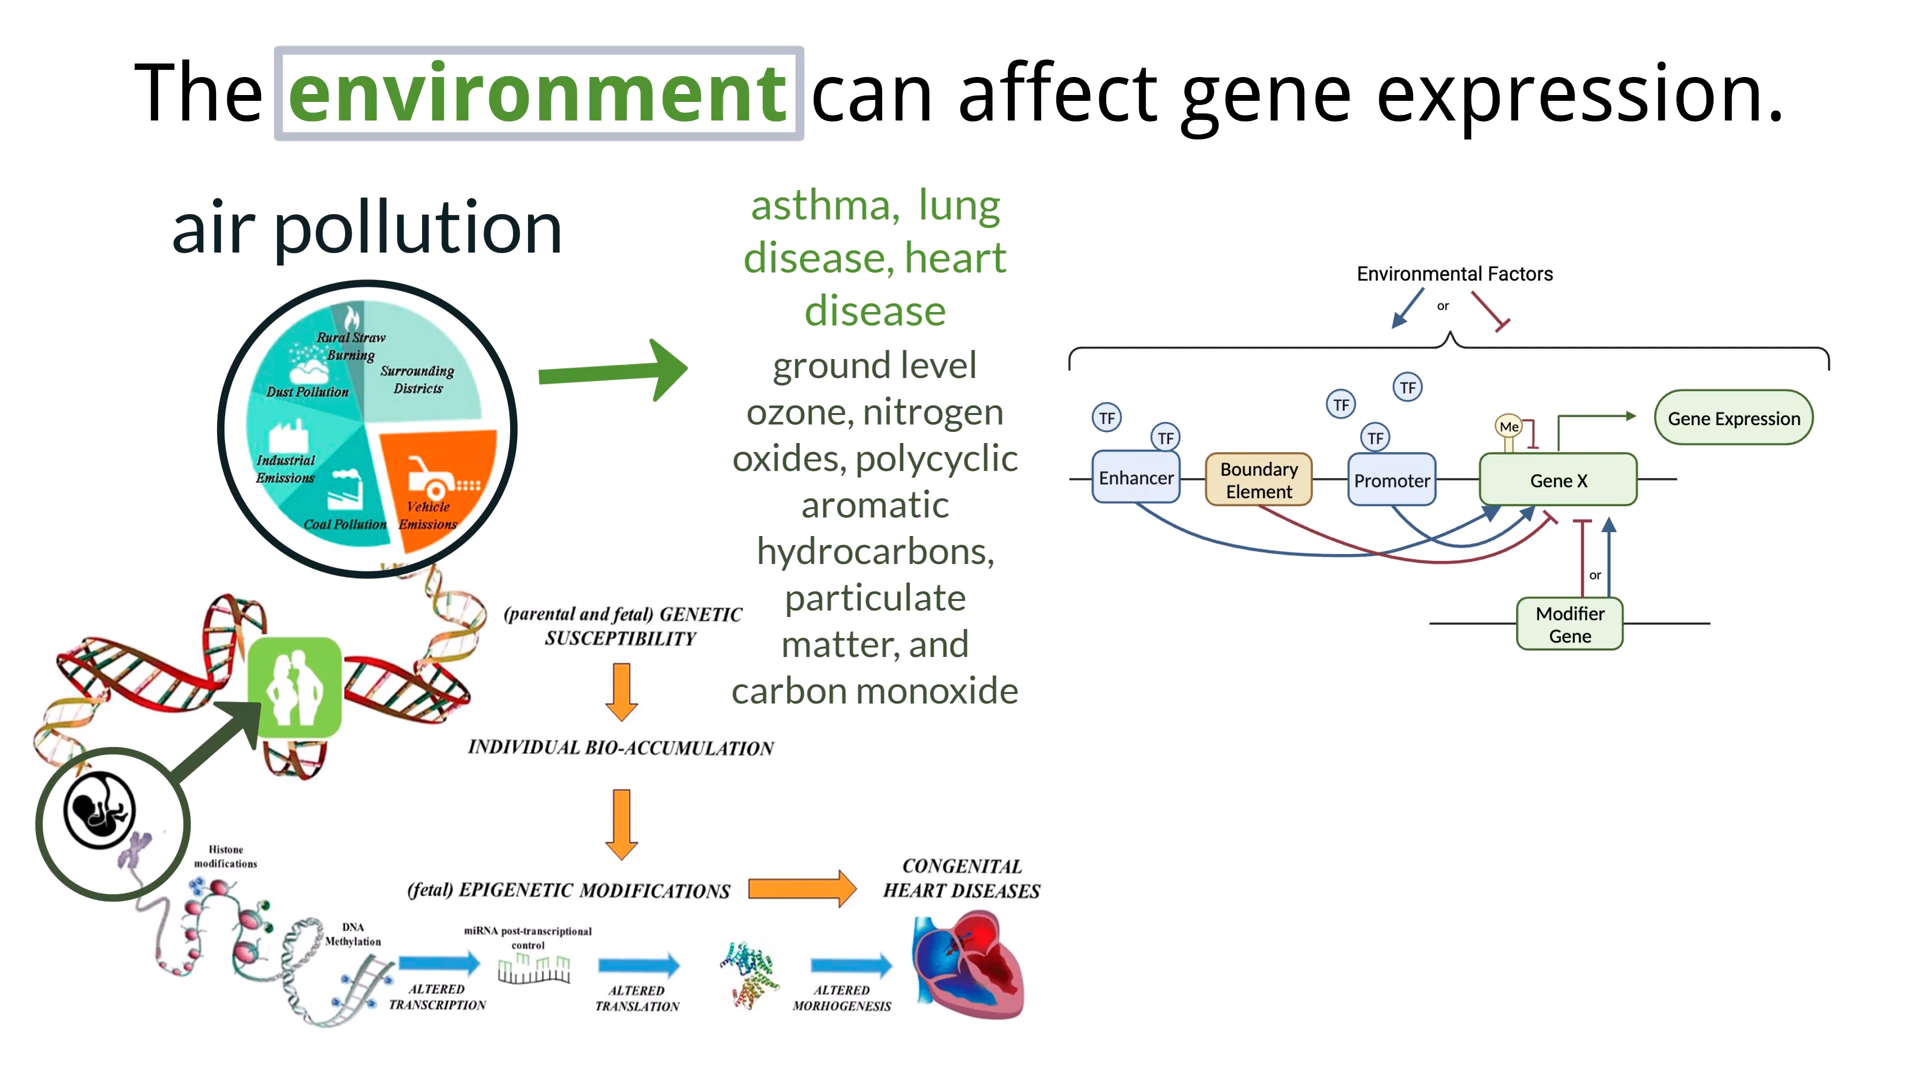 The environment can affect gene expression.
air pollution
Rural Straw
Burning
Surrounding
Districts
Dust Pollution
Industrial
Emissions
Coal Pollution
Vehicle
Emissions
asthma, lung
disease, heart
disease
ground level
ozone, nitrogen
oxides, polycyclic
aromatic
hydrocarbons,
particulate
matter, and
carbon monoxide
Environmental Factors
or
TF
TF
TF
TF
TF
Me
Gene Expression
Enhancer
Boundary
Element
Promoter
Gene X
or
Modifier
Gene
(parental and fetal) GENETIC
SUSCEPTIBILITY
INDIVIDUAL BIO-ACCUMULATION
(fetal) EPIGENETIC MODIFICATIONS
CONGENITAL
HEART DISEASES
Histone
modifications
DNA
Methylation
miRNA post-transcriptional
control
ALTERED
TRANSCRIPTION
ALTERED
TRANSLATION
ALTERED
MORHOGENESIS